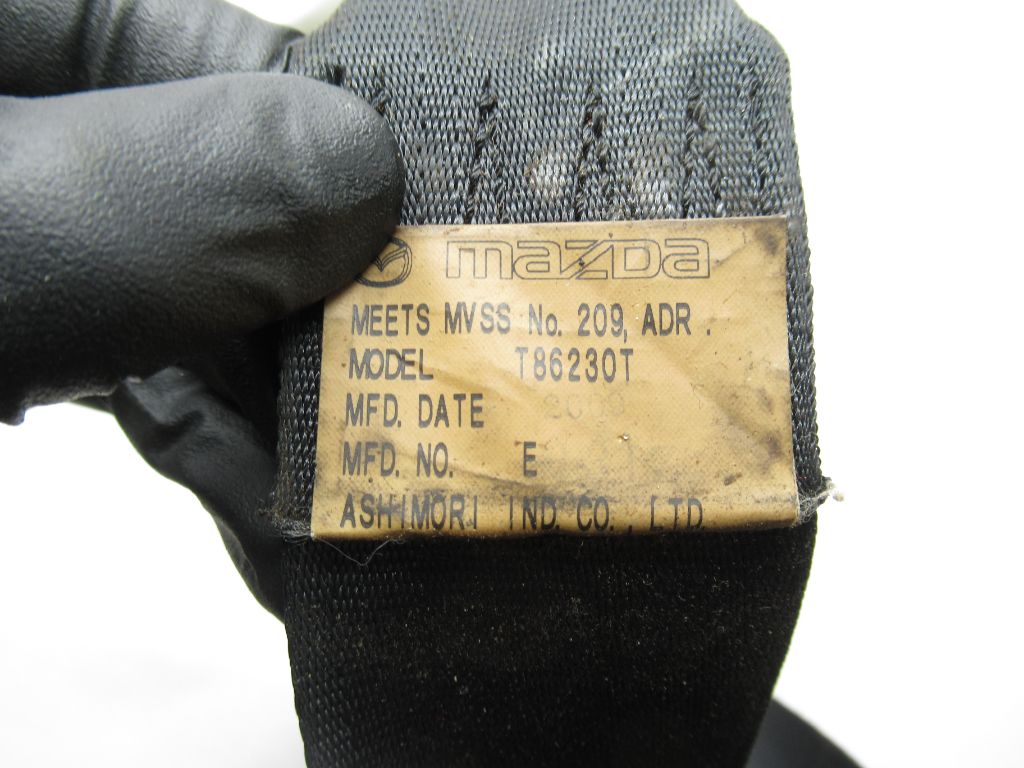 mazda
MEETS MVSS No. 209, ADR .
MODEL T86230T
MFD. DATE
MFD. NO. E
ASHIMORI IND. CO., LTD.